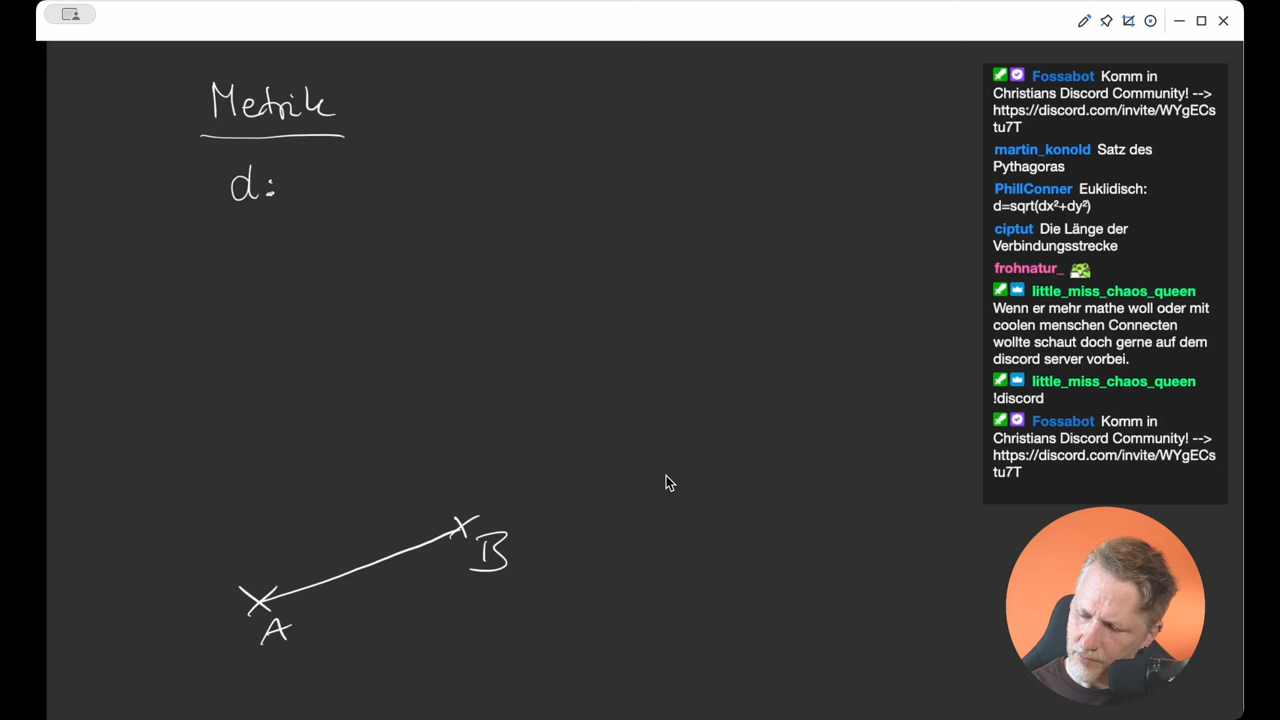 Metrik
d:
A
B
Fossabot Komm in
Christians Discord Community! -->
https://discord.com/invite/WYgECs
tu7T
martin_konold Satz des
Pythagoras
PhillConner Euklidisch:
d=sqrt(dx²+dy²)
ciptut Die Länge der
Verbindungsstrecke
frohnatur_
little_miss_chaos_queen
Wenn er mehr mathe woll oder mit
coolen menschen Connecten
wollte schaut doch gerne auf dem
discord server vorbei.
little_miss_chaos_queen
!discord
Fossabot Komm in
Christians Discord Community! -->
https://discord.com/invite/WYgECs
tu7T